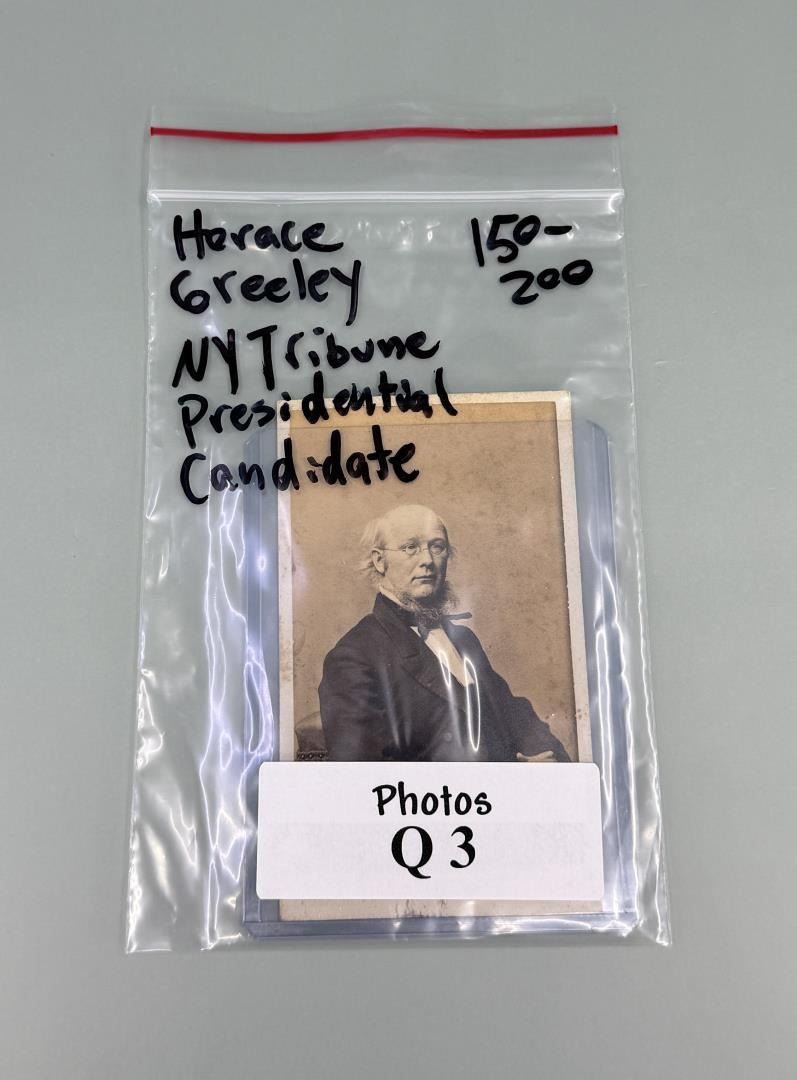 Horace
Greeley
NY Tribune
Presidential
Candidate
150-
200
Photos
Q 3